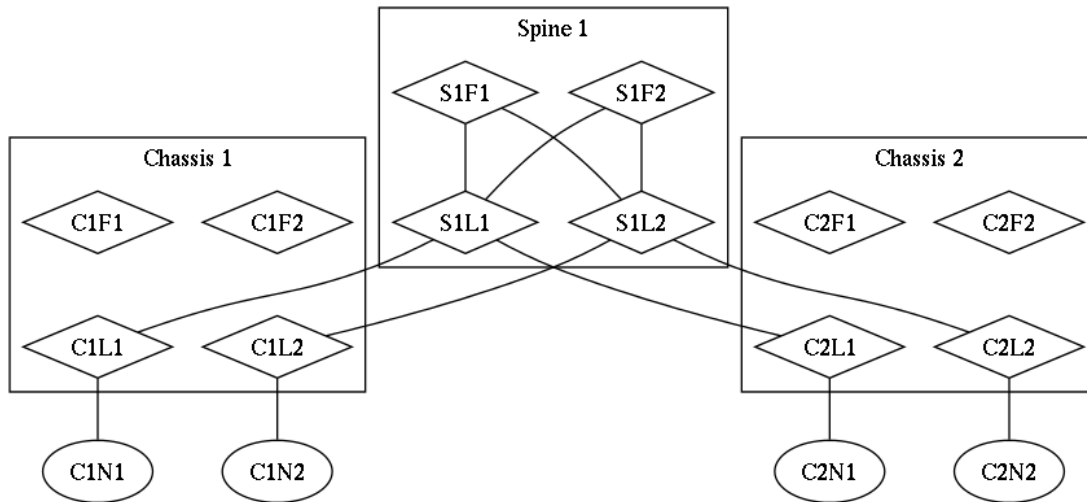 Spine 1
S1F1 S1F2
Chassis 1
Chassis 2
C1F1 C1F2
S1L1 S1L2
C2F1 C2F2
C1L1 C1L2
C2L1 C2L2
C1N1
C1N2
C2N1
C2N2